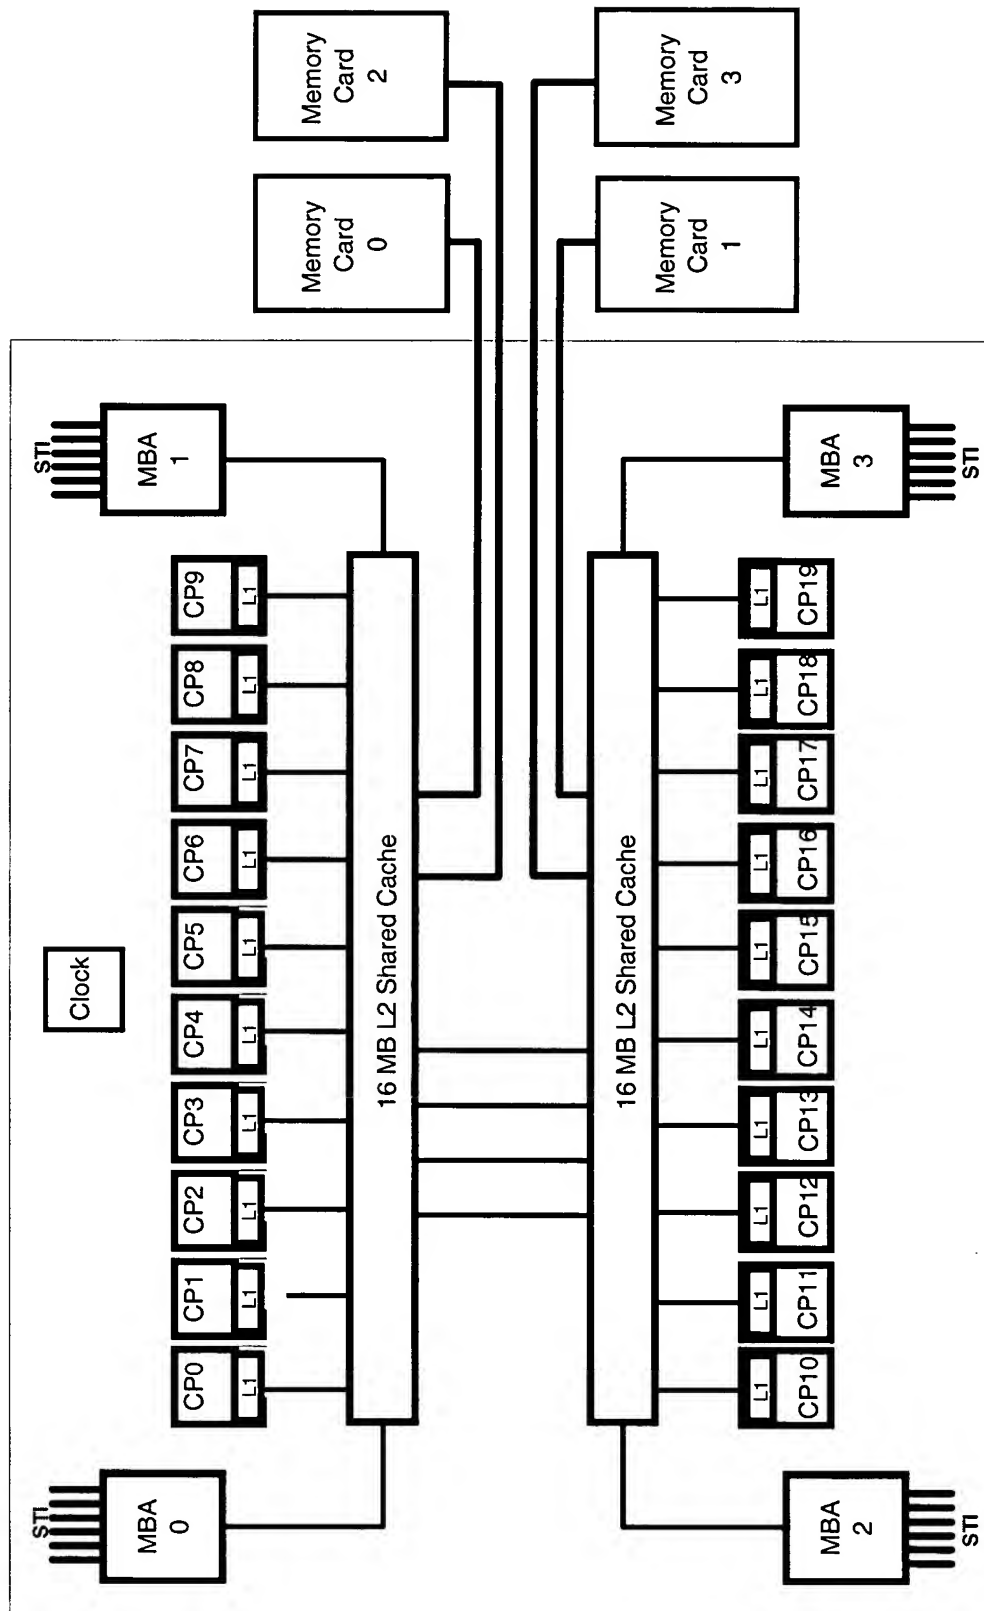 STI
MBA
0
STI
MBA
1
Clock
CP0
L1
CP1
L1
CP2
L1
CP3
L1
CP4
L1
CP5
L1
CP6
L1
CP7
L1
CP8
L1
CP9
L1
16 MB L2 Shared Cache
16 MB L2 Shared Cache
L1
CP10
L1
CP11
L1
CP12
L1
CP13
L1
CP14
L1
CP15
L1
CP16
L1
CP17
L1
CP18
L1
CP19
MBA
2
STI
MBA
3
STI
Memory
Card
0
Memory
Card
2
Memory
Card
1
Memory
Card
3